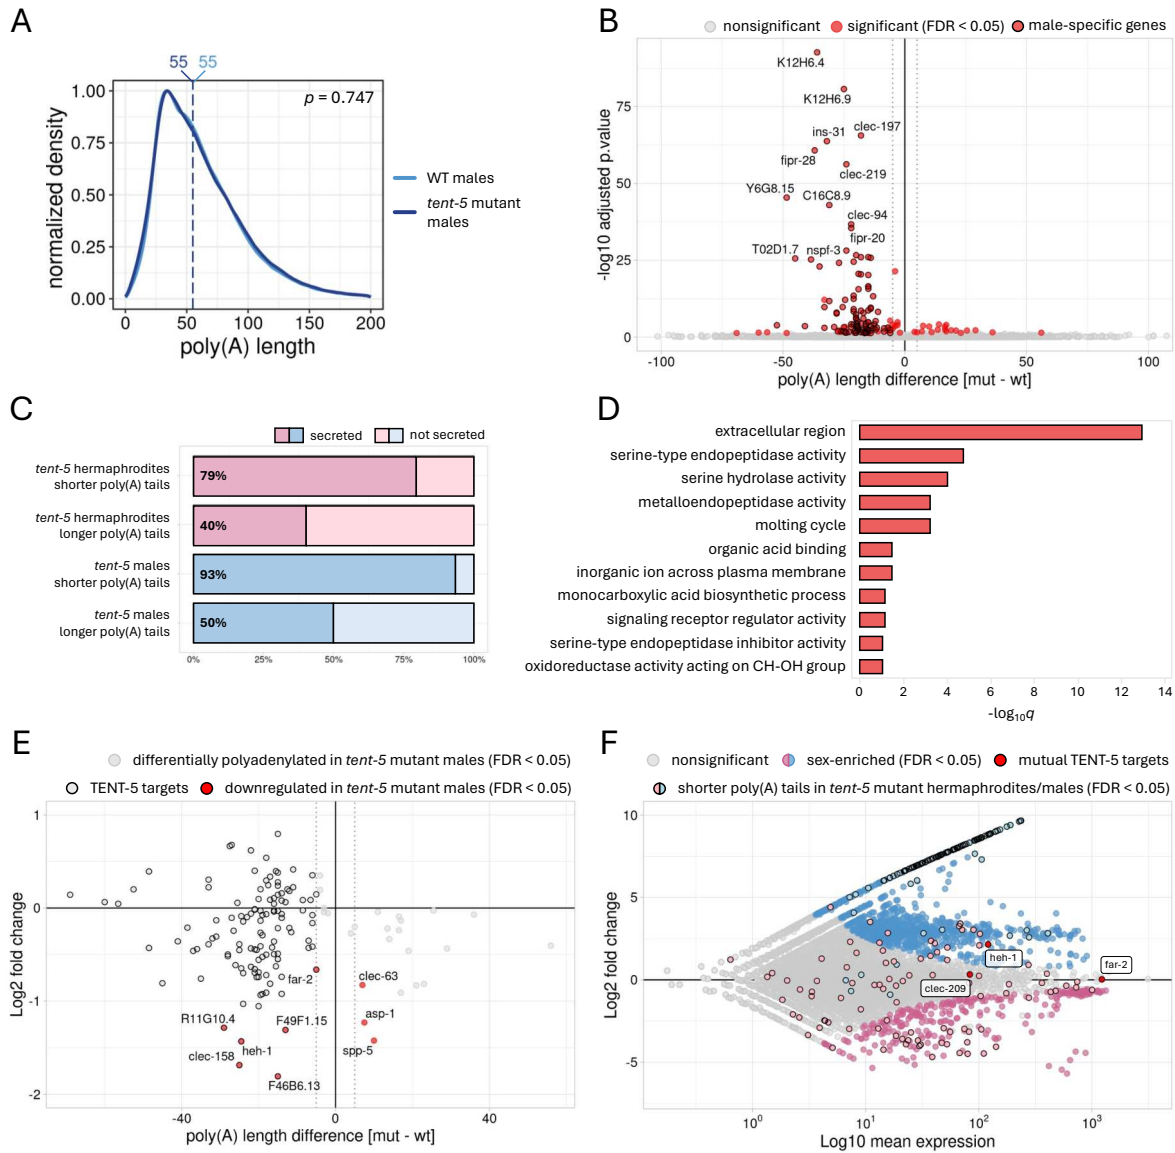 A
55 55
p = 0.747
1.00
0.75
0.50
0.25
0.00
normalized density
0 50 100 150 200
poly(A) length
WT males
tent-5 mutant
males
B
nonsignificant significant (FDR < 0.05) male-specific genes
K12H6.4
K12H6.9
clec-197
ins-31
fipr-28
clec-219
Y6G8.15
C16C8.9
clec-94
fipr-20
T02D1.7
nspf-3
75
50
25
0
-log10 adjusted p.value
-100 -50 0 50 100
poly(A) length difference [mut - wt]
C
secreted not secreted
tent-5 hermaphrodites
shorter poly(A) tails
79%
tent-5 hermaphrodites
longer poly(A) tails
40%
tent-5 males
shorter poly(A) tails
93%
tent-5 males
longer poly(A) tails
50%
0% 25% 50% 75% 100%
D
extracellular region
serine-type endopeptidase activity
serine hydrolase activity
metalloendopeptidase activity
molting cycle
organic acid binding
inorganic ion across plasma membrane
monocarboxylic acid biosynthetic process
signaling receptor regulator activity
serine-type endopeptidase inhibitor activity
oxidoreductase activity acting on CH-OH group
0 2 4 6 8 10 12 14
-log10q
E
differentially polyadenylated in tent-5 mutant males (FDR < 0.05)
TENT-5 targets downregulated in tent-5 mutant males (FDR < 0.05)
1
0
-1
-2
Log2 fold change
far-2
clec-63
R11G10.4
F49F1.15
asp-1
heh-1
clec-158
spp-5
F46B6.13
-40 0 40
poly(A) length difference [mut - wt]
F
nonsignificant sex-enriched (FDR < 0.05) mutual TENT-5 targets
shorter poly(A) tails in tent-5 mutant hermaphrodites/males (FDR < 0.05)
10
5
0
-5
Log2 fold change
heh-1
far-2
clec-209
10^0 10^1 10^2 10^3
Log10 mean expression